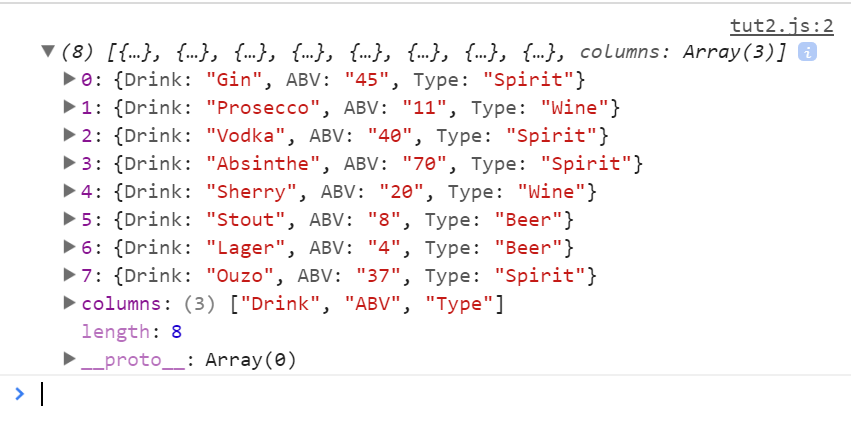 tut2.js:2
▼(8) [{…}, {…}, {…}, {…}, {…}, {…}, {…}, {…}, columns: Array(3)] i
▶0: {Drink: "Gin", ABV: "45", Type: "Spirit"}
▶1: {Drink: "Prosecco", ABV: "11", Type: "Wine"}
▶2: {Drink: "Vodka", ABV: "40", Type: "Spirit"}
▶3: {Drink: "Absinthe", ABV: "70", Type: "Spirit"}
▶4: {Drink: "Sherry", ABV: "20", Type: "Wine"}
▶5: {Drink: "Stout", ABV: "8", Type: "Beer"}
▶6: {Drink: "Lager", ABV: "4", Type: "Beer"}
▶7: {Drink: "Ouzo", ABV: "37", Type: "Spirit"}
▶columns: (3) ["Drink", "ABV", "Type"]
length: 8
▶__proto__: Array(0)
>